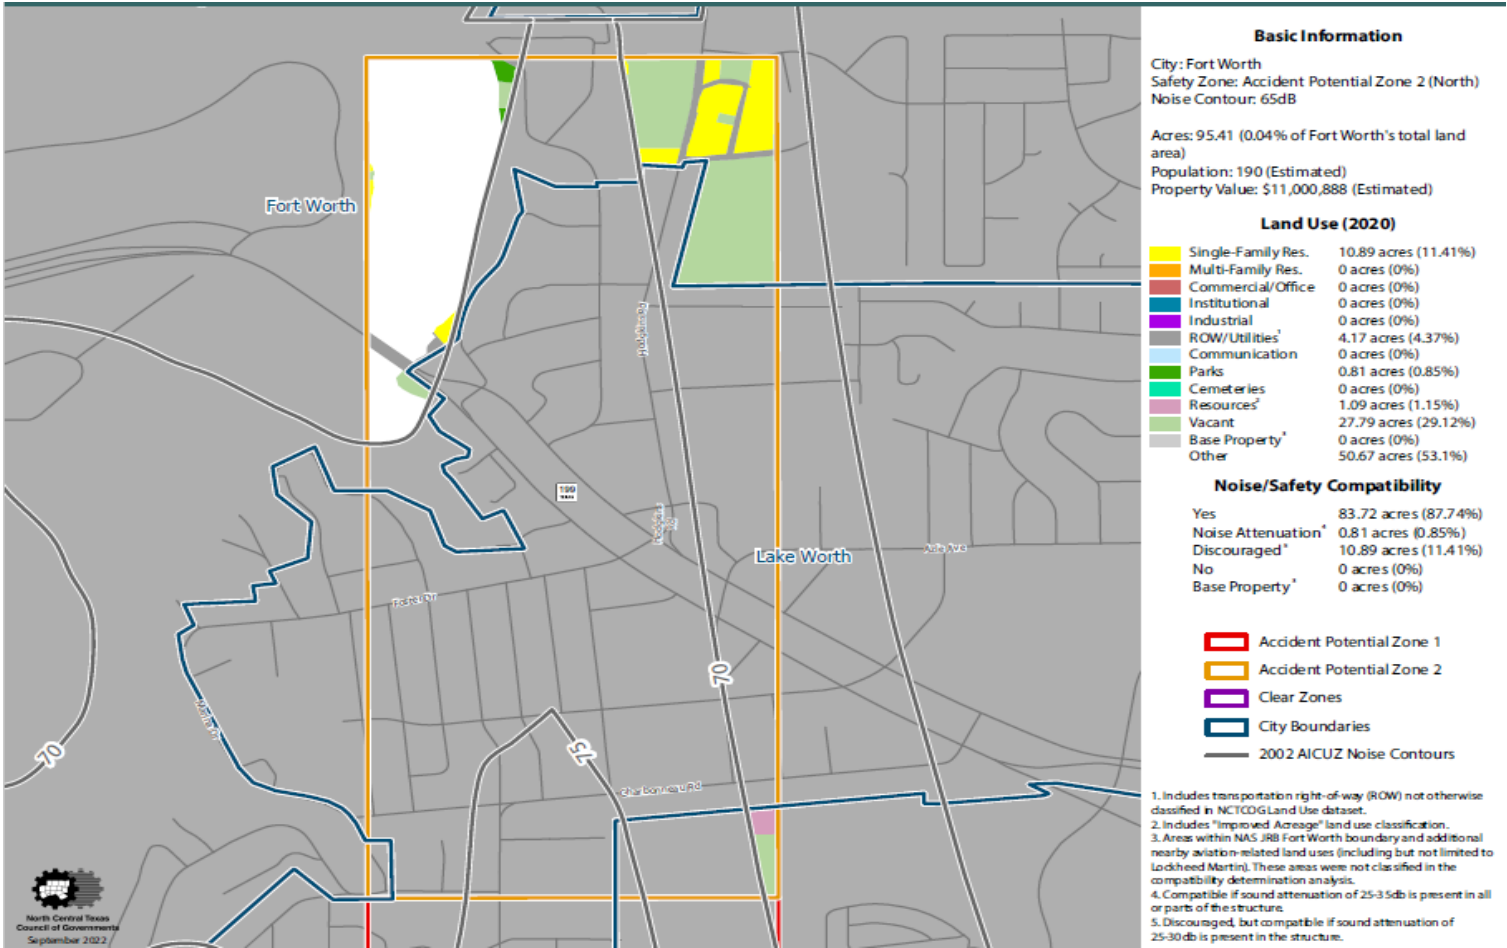 Basic Information
City: Fort Worth
Safety Zone: Accident Potential Zone 2 (North)
Noise Contour: 65dB
Acres: 95.41 (0.04% of Fort Worth's total land
area)
Population: 190 (Estimated)
Property Value: $11,000,888 (Estimated)
Land Use (2020)
Single-Family Res. 10.89 acres (11.41%)
Multi-Family Res. 0 acres (0%)
Commercial/Office 0 acres (0%)
Institutional 0 acres (0%)
Industrial 0 acres (0%)
ROW/Utilities¹ 4.17 acres (4.37%)
Communication 0 acres (0%)
Parks 0.81 acres (0.85%)
Cemeteries 0 acres (0%)
Resources² 1.09 acres (1.15%)
Vacant 27.79 acres (29.12%)
Base Property³ 0 acres (0%)
Other 50.67 acres (53.1%)
Noise/Safety Compatibility
Yes 83.72 acres (87.74%)
Noise Attenuation⁴ 0.81 acres (0.85%)
Discouraged⁵ 10.89 acres (11.41%)
No 0 acres (0%)
Base Property³ 0 acres (0%)
Accident Potential Zone 1
Accident Potential Zone 2
Clear Zones
City Boundaries
2002 AICUZ Noise Contours
1. Includes transportation right-of-way (ROW) not otherwise
classified in NCTCOG Land Use dataset.
2. Includes "Improved Acreage" land use classification.
3. Areas within NAS JRB Fort Worth boundary and additional
nearby aviation-related land uses (including but not limited to
Lockheed Martin). These areas were not classified in the
compatibility determination analysis.
4. Compatible if sound attenuation of 25-35db is present in all
or parts of the structure.
5. Discouraged, but compatible if sound attenuation of
25-30db is present in the structure.
Fort Worth
199
Lake Worth
Azle Ave
Foster Dr
70
75
70
Charbonneau Rd
North Central Texas
Council of Governments
September 2022